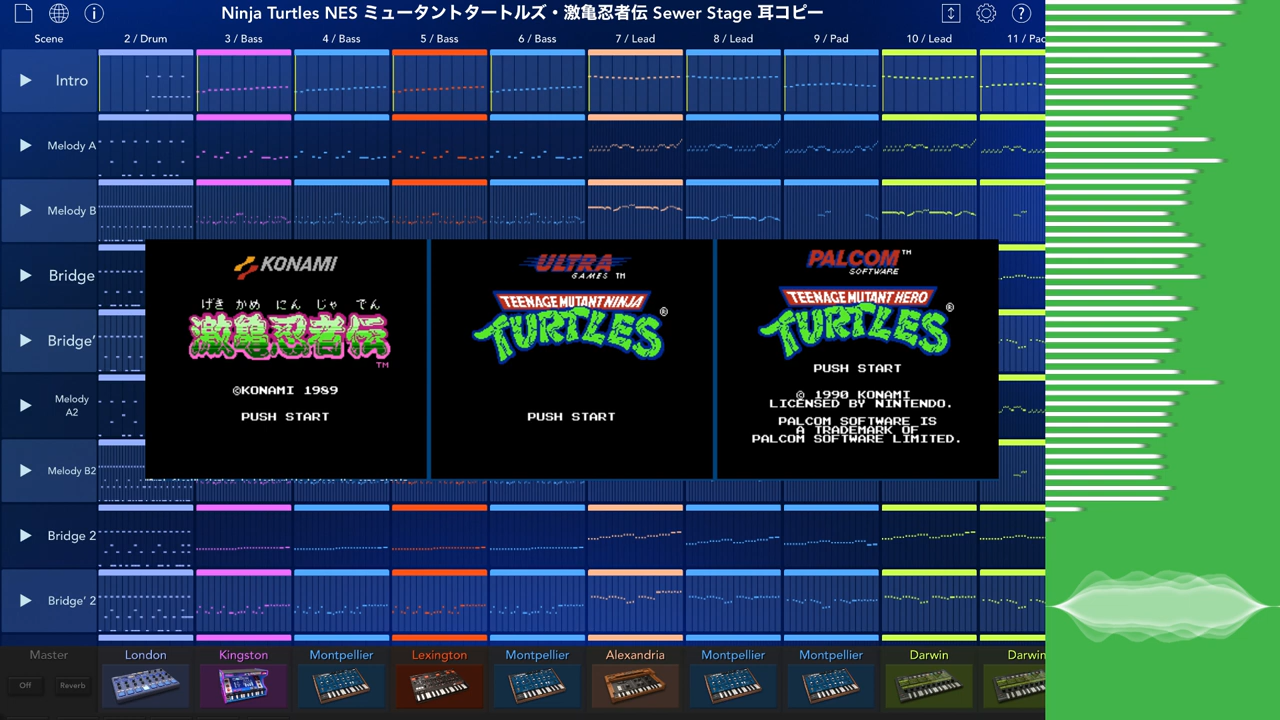 Ninja Turtles NES ミュータントタートルズ・激亀忍者伝 Sewer Stage 耳コピー
Scene 2 / Drum 3 / Bass 4 / Bass 5 / Bass 6 / Bass 7 / Lead 8 / Lead 9 / Pad 10 / Lead 11 / Pad
Intro
Melody A
Melody B
Bridge
Bridge’
Melody
A2
Melody B2
Bridge 2
Bridge’ 2
KONAMI
げき かめ にん じゃ でん
激亀忍者伝
TM
©KONAMI 1989
PUSH START
ULTRA
GAMES TM
TEENAGE MUTANT NINJA
TURTLES®
PUSH START
PALCOM TM
SOFTWARE
TEENAGE MUTANT HERO
TURTLES®
PUSH START
© 1990 KONAMI
LICENSED BY NINTENDO.
PALCOM SOFTWARE IS
A TRADEMARK OF
PALCOM SOFTWARE LIMITED.
Master London Kingston Montpellier Lexington Montpellier Alexandria Montpellier Montpellier Darwin Darwin
Off Reverb